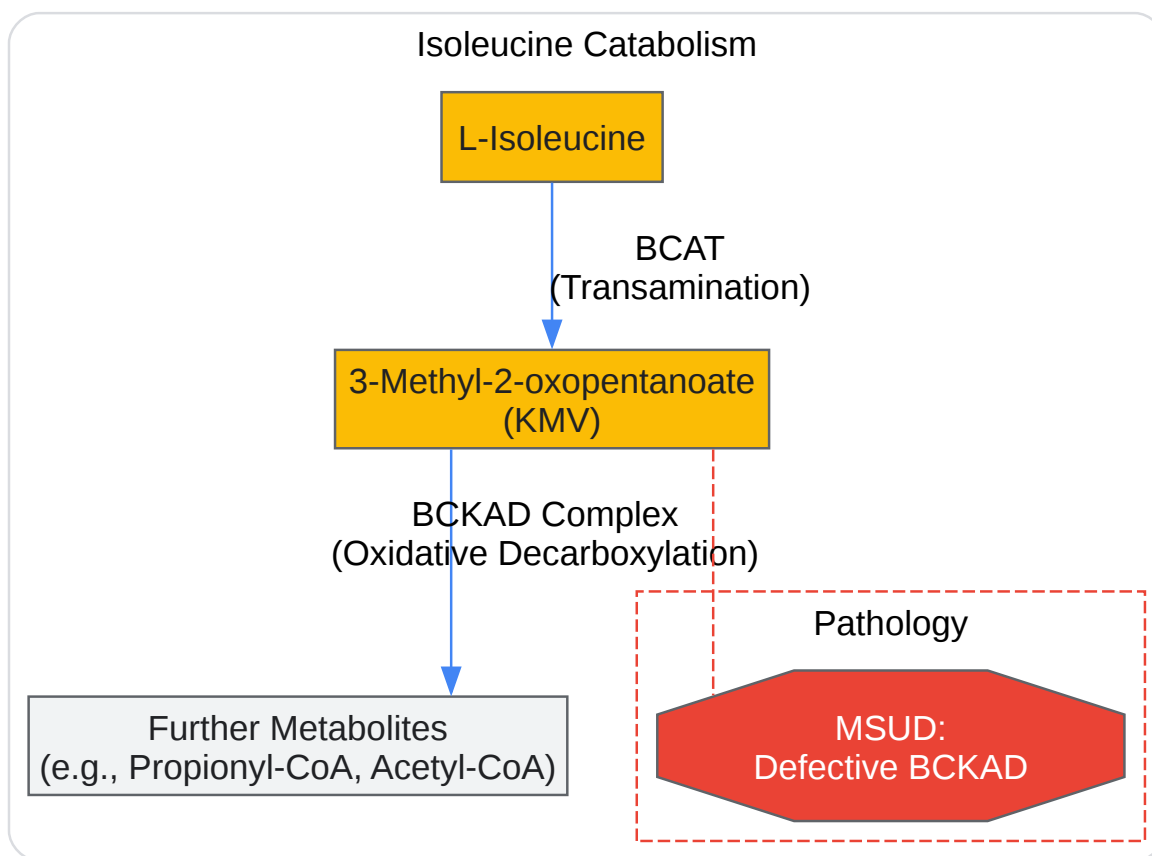 Isoleucine Catabolism
L-Isoleucine
BCAT
(Transamination)
3-Methyl-2-oxopentanoate
(KMV)
BCKAD Complex
(Oxidative Decarboxylation)
Pathology
Further Metabolites
(e.g., Propionyl-CoA, Acetyl-CoA)
MSUD:
Defective BCKAD